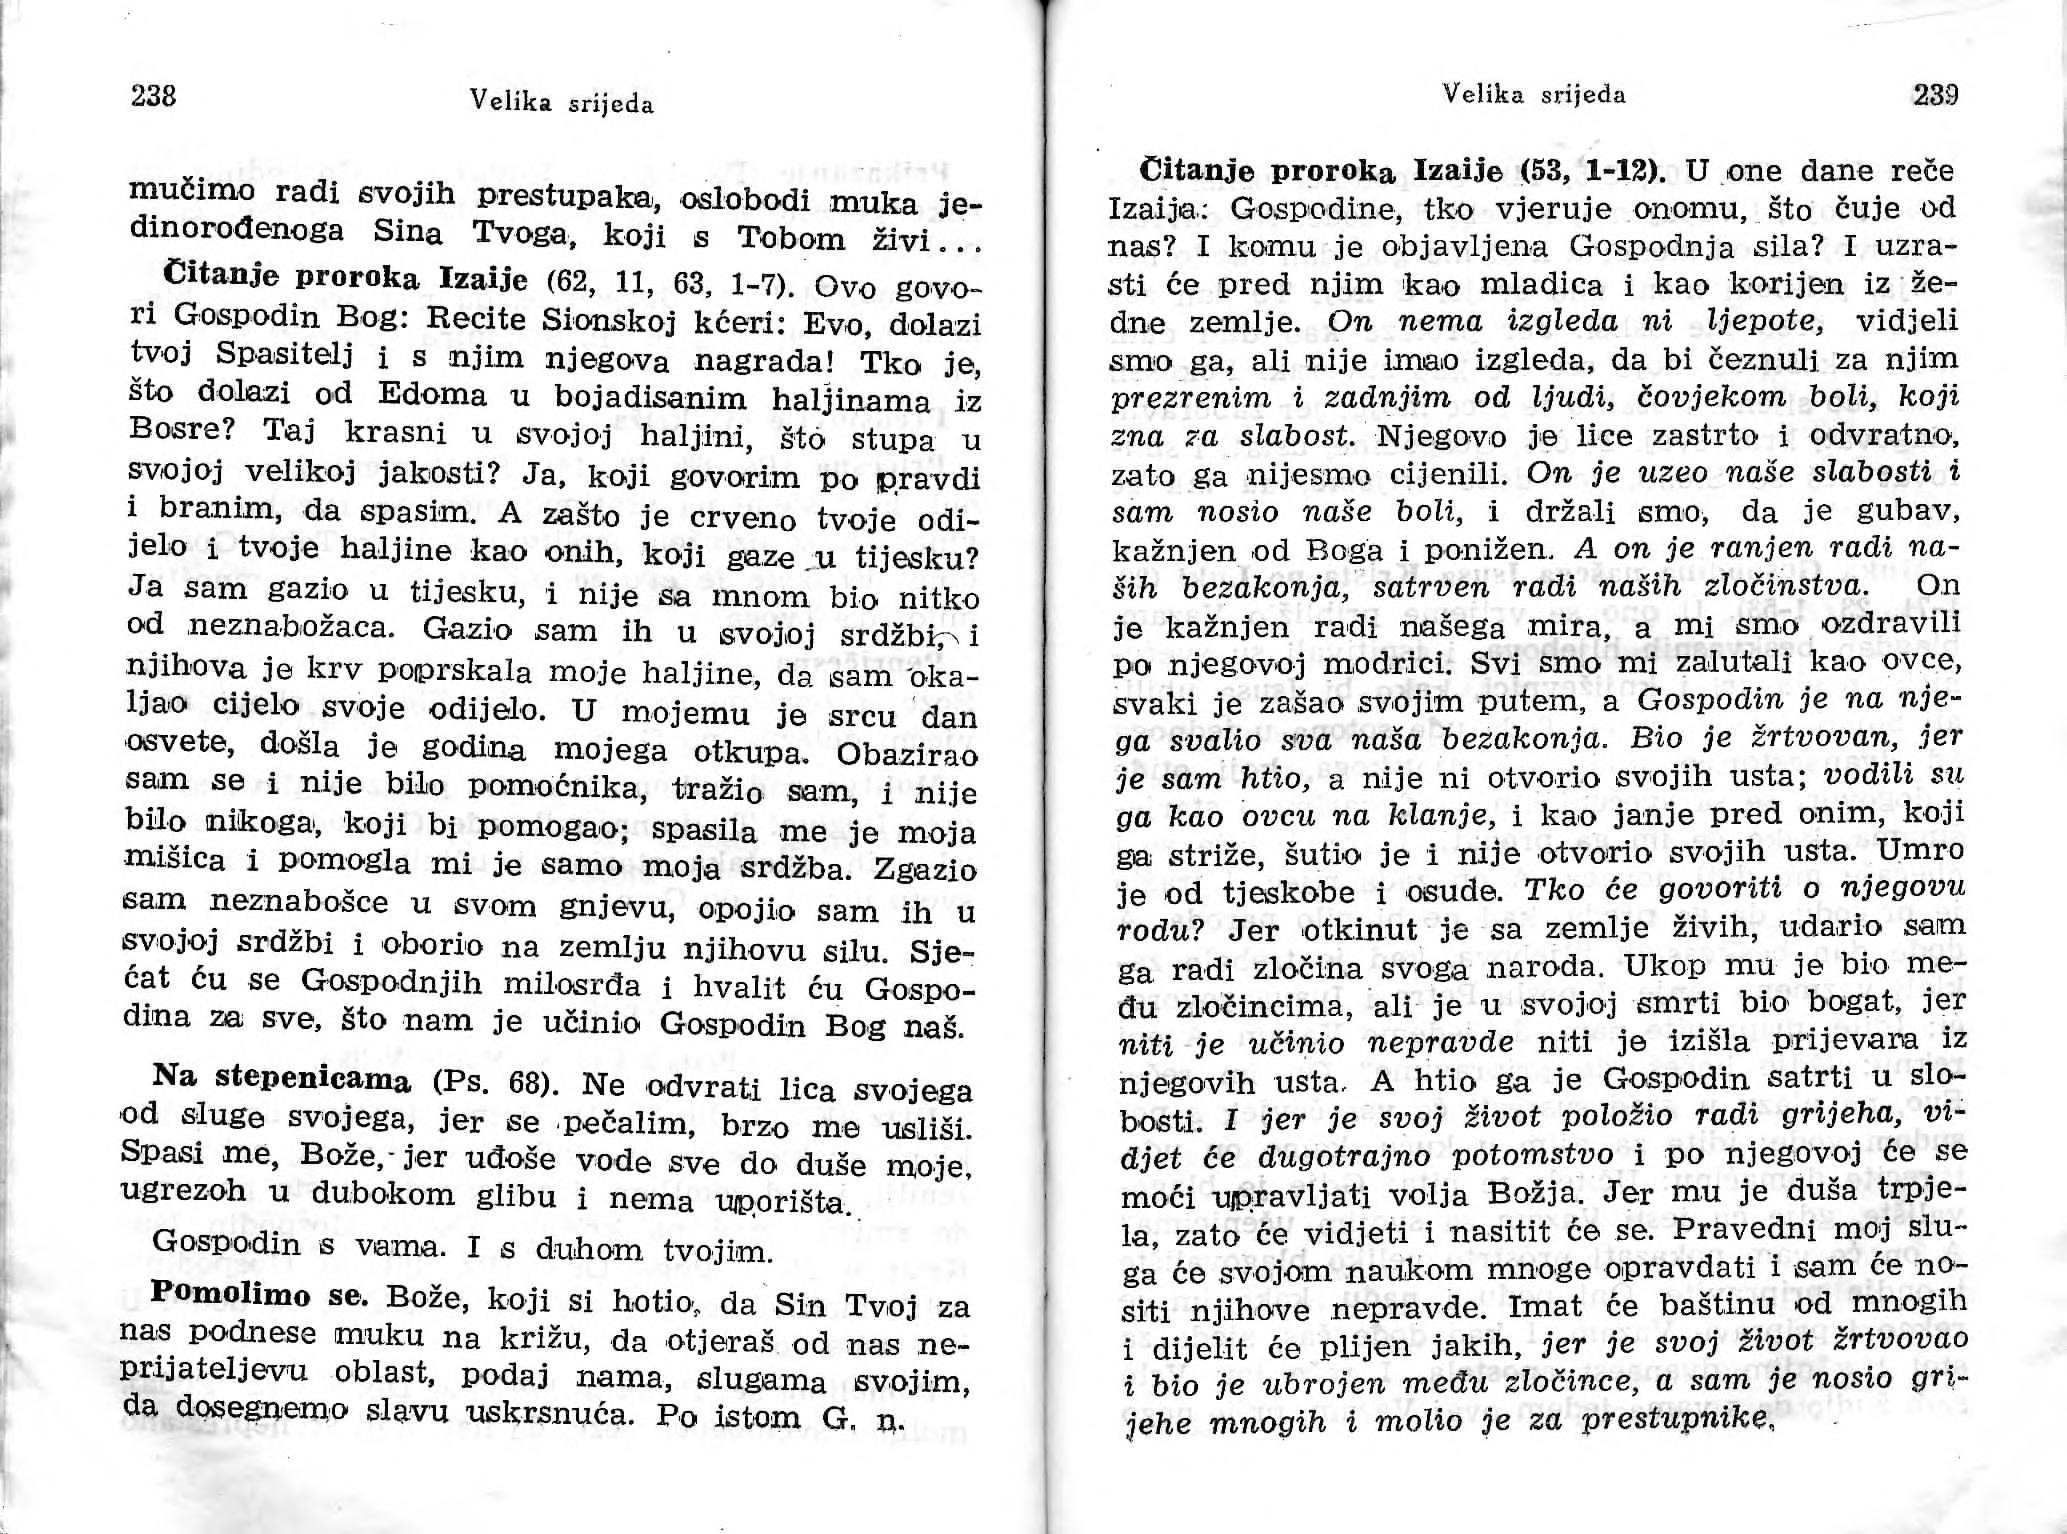 238
Velika srijeda
mučimo radi svojih prestupaka, oslobodi muka je-
dinorođenoga Sina Tvoga, koji s Tobom živi...
Čitanje proroka Izaije (62, 11, 63, 1-7). Ovo govo-
ri Gospodin Bog: Recite Sionskoj kćeri: Evo, dolazi
tvoj Spasitelj i s njim njegova nagrada! Tko je,
što dolazi od Edoma u bojadisanim haljinama iz
Bosre? Taj krasni u svojoj haljini, što stupa u
svojoj velikoj jakosti? Ja, koji govorim po pravdi
i branim, da spasim. A zašto je crveno tvoje odi-
jelo i tvoje haljine kao onih, koji gaze u tijesku?
Ja sam gazio u tijesku, i nije sa mnom bio nitko
od neznabožaca. Gazio sam ih u svojoj srdžbi, i
njihova je krv poprskala moje haljine, da sam oka-
ljao cijelo svoje odijelo. U mojemu je srcu dan
osvete, došla je godina mojega otkupa. Obazirao
sam se i nije bilo pomoćnika, tražio sam, i nije
bilo nikoga, koji bi pomogao; spasila me je moja
mišica i pomogla mi je samo moja srdžba. Zgazio
sam neznabošce u svom gnjevu, opojio sam ih u
svojoj srdžbi i oborio na zemlju njihovu silu. Sje-
ćat ću se Gospodnjih milosrđa i hvalit ću Gospo-
dina za sve, što nam je učinio Gospodin Bog naš.
Na stepenicama (Ps. 68). Ne odvrati lica svojega
od sluge svojega, jer se pečalim, brzo me usliši.
Spasi me, Bože, jer uđoše vode sve do duše moje,
ugrezoh u dubokom glibu i nema uporišta.
Gospodin s vama. I s duhom tvojim.
Pomolimo se. Bože, koji si hotio, da Sin Tvoj za
nas podnese muku na križu, da otjeraš od nas ne-
prijateljevu oblast, podaj nama, slugama svojim,
da dosegnemo slavu uskrsnuća. Po istom G. n.
Velika srijeda
239
Čitanje proroka Izaije (53, 1-12). U one dane reče
Izaija: Gospodine, tko vjeruje onomu, što čuje od
nas? I komu je objavljena Gospodnja sila? I uzra-
sti će pred njim kao mladica i kao korijen iz že-
dne zemlje. On nema izgleda ni ljepote, vidjeli
smo ga, ali nije imao izgleda, da bi čeznuli za njim
prezrenim i zadnjim od ljudi, čovjekom boli, koji
zna za slabost. Njegovo je lice zastrto i odvratno,
zato ga nijesmo cijenili. On je uzeo naše slabosti i
sam nosio naše boli, i držali smo, da je gubav,
kažnjen od Boga i ponižen. A on je ranjen radi na-
ših bezakonja, satrven radi naših zločinstva. On
je kažnjen radi našega mira, a mi smo ozdravili
po njegovoj modrici. Svi smo mi zalutali kao ovce,
svaki je zašao svojim putem, a Gospodin je na nje-
ga svalio sva naša bezakonja. Bio je žrtvovan, jer
je sam htio, a nije ni otvorio svojih usta; vodili su
ga kao ovcu na klanje, i kao janje pred onim, koji
ga striže, šutio je i nije otvorio svojih usta. Umro
je od tjeskobe i osude. Tko će govoriti o njegovu
rodu? Jer otkinut je sa zemlje živih, udario sam
ga radi zločina svoga naroda. Ukop mu je bio me-
đu zločincima, ali je u svojoj smrti bio bogat, jer
niti je učinio nepravde niti je izišla prijevara iz
njegovih usta. A htio ga je Gospodin satrti u slo-
bosti. I jer je svoj život položio radi grijeha, vi-
djet će dugotrajno potomstvo i po njegovoj će se
moći upravljati volja Božja. Jer mu je duša trpje-
la, zato će vidjeti i nasitit će se. Pravedni moj slu-
ga će svojom naukom mnoge opravdati i sam će no-
siti njihove nepravde. Imat će baštinu od mnogih
i dijelit će plijen jakih, jer je svoj život žrtvovao
i bio je ubrojen među zločince, a sam je nosio gri-
jehe mnogih i molio je za prestupnike.